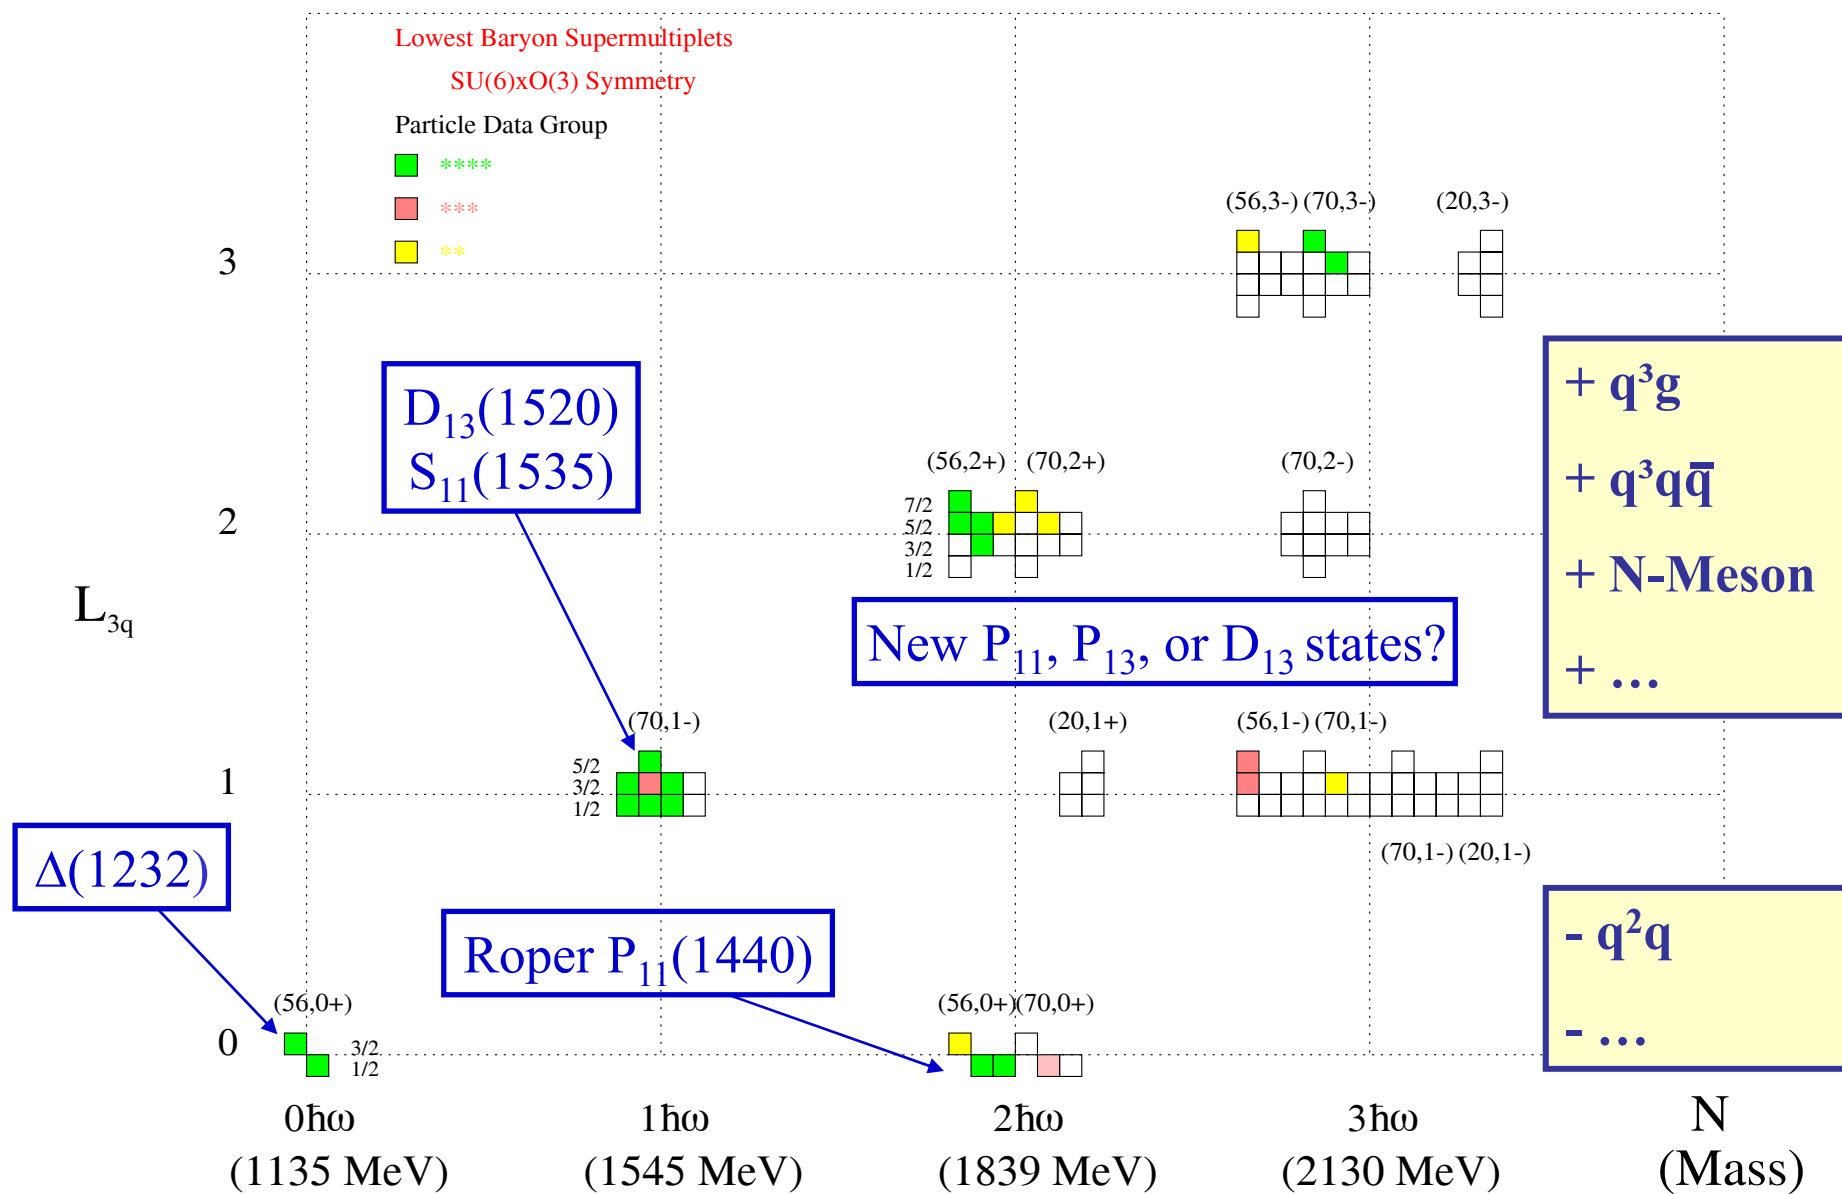 Lowest Baryon Supermultiplets
SU(6)xO(3) Symmetry
Particle Data Group
****
***
**
(56,3-) (70,3-) (20,3-)
3
+ q³g
D₁₃(1520)
S₁₁(1535)
(56,2+) (70,2+) (70,2-)
+ q³qq̅
7/2
5/2
3/2
1/2
2
+ N-Meson
L₃q
New P₁₁, P₁₃, or D₁₃ states?
+ ...
(70,1-) (20,1+) (56,1-) (70,1-)
5/2
3/2
1/2
1
(70,1-) (20,1-)
Δ(1232)
Roper P₁₁(1440)
- q²q
(56,0+) (56,0+) (70,0+)
- ...
0
3/2
1/2
0ħω 1ħω 2ħω 3ħω N
(1135 MeV) (1545 MeV) (1839 MeV) (2130 MeV) (Mass)